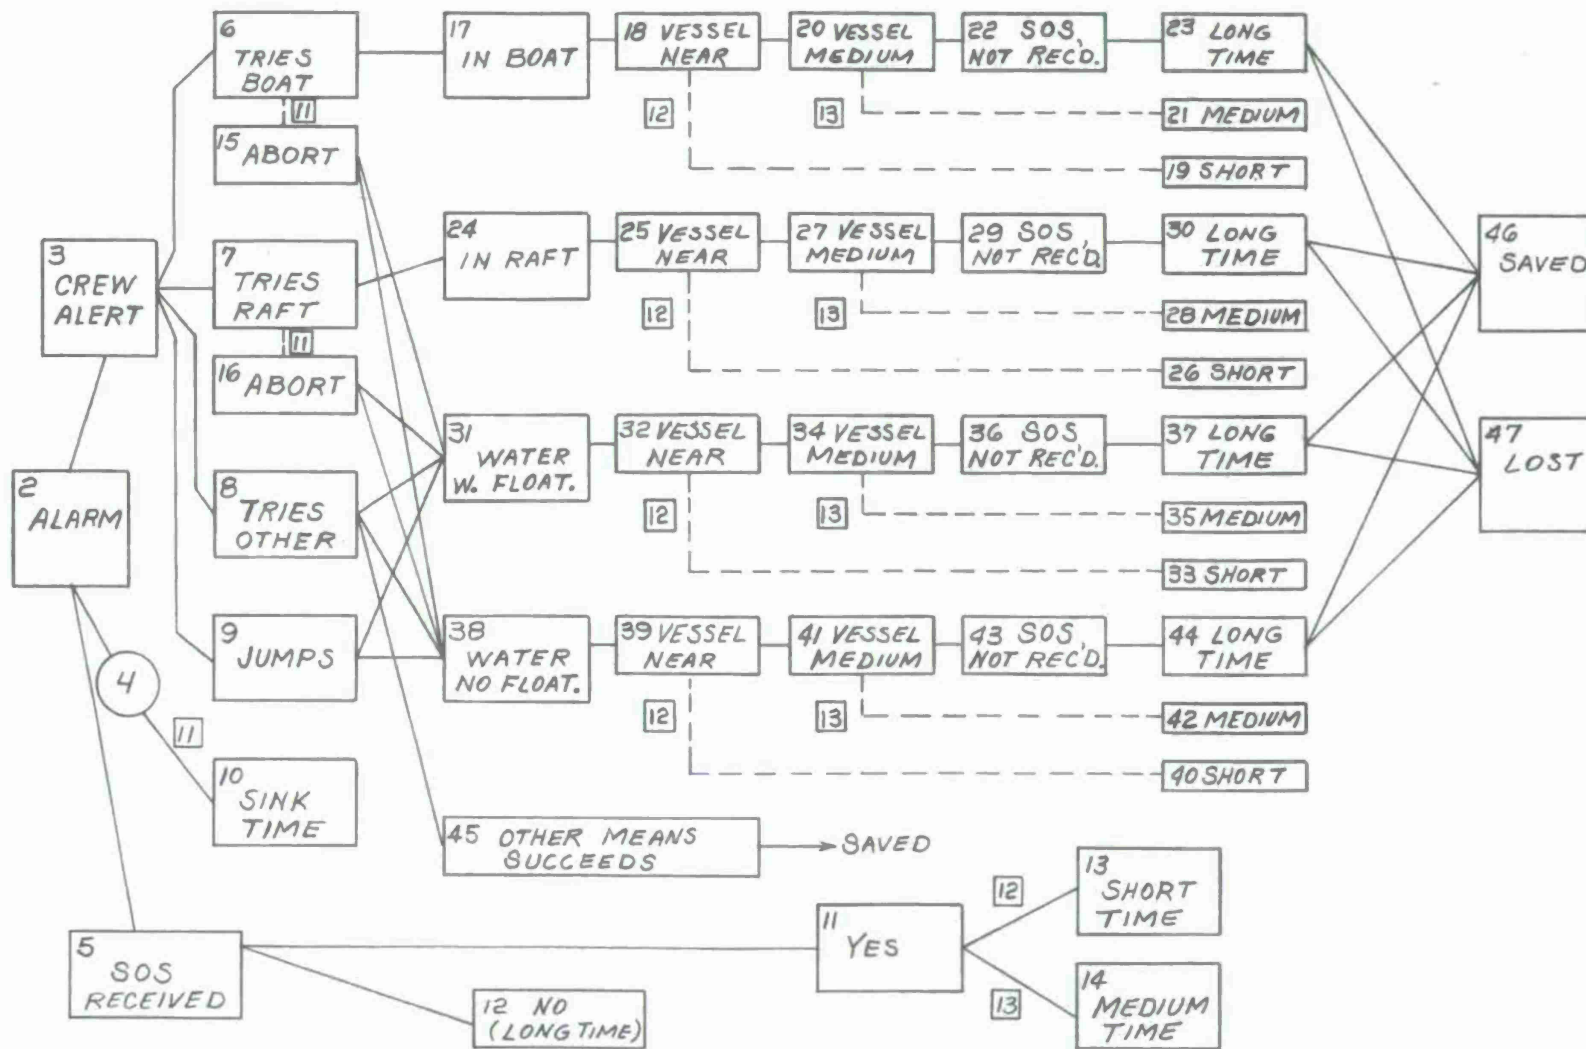 6
TRIES
BOAT
11
15 ABORT
17
IN BOAT
18 VESSEL
NEAR
12
20 VESSEL
MEDIUM
13
22 SOS,
NOT REC'D.
23 LONG
TIME
21 MEDIUM
19 SHORT
3
CREW
ALERT
7
TRIES
RAFT
11
16 ABORT
24
IN RAFT
25 VESSEL
NEAR
12
27 VESSEL
MEDIUM
13
29 SOS,
NOT REC'D.
30 LONG
TIME
28 MEDIUM
26 SHORT
46
SAVED
2
ALARM
8
TRIES
OTHER
31
WATER
W. FLOAT.
32 VESSEL
NEAR
12
34 VESSEL
MEDIUM
13
36 SOS,
NOT REC'D.
37 LONG
TIME
35 MEDIUM
33 SHORT
47
LOST
4
11
9
JUMPS
10
SINK
TIME
38
WATER
NO FLOAT.
39 VESSEL
NEAR
12
41 VESSEL
MEDIUM
13
43 SOS,
NOT REC'D.
44 LONG
TIME
42 MEDIUM
40 SHORT
45 OTHER MEANS
SUCCEEDS
SAVED
5
SOS
RECEIVED
12 NO
(LONG TIME)
11
YES
12
13
SHORT
TIME
13
14
MEDIUM
TIME